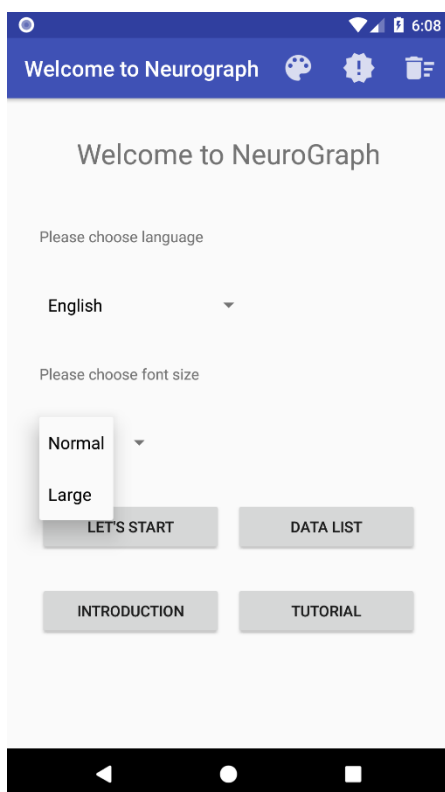 6:08
Welcome to Neurograph
Welcome to NeuroGraph
Please choose language
English
Please choose font size
Normal
Large
LET'S START
DATA LIST
INTRODUCTION
TUTORIAL